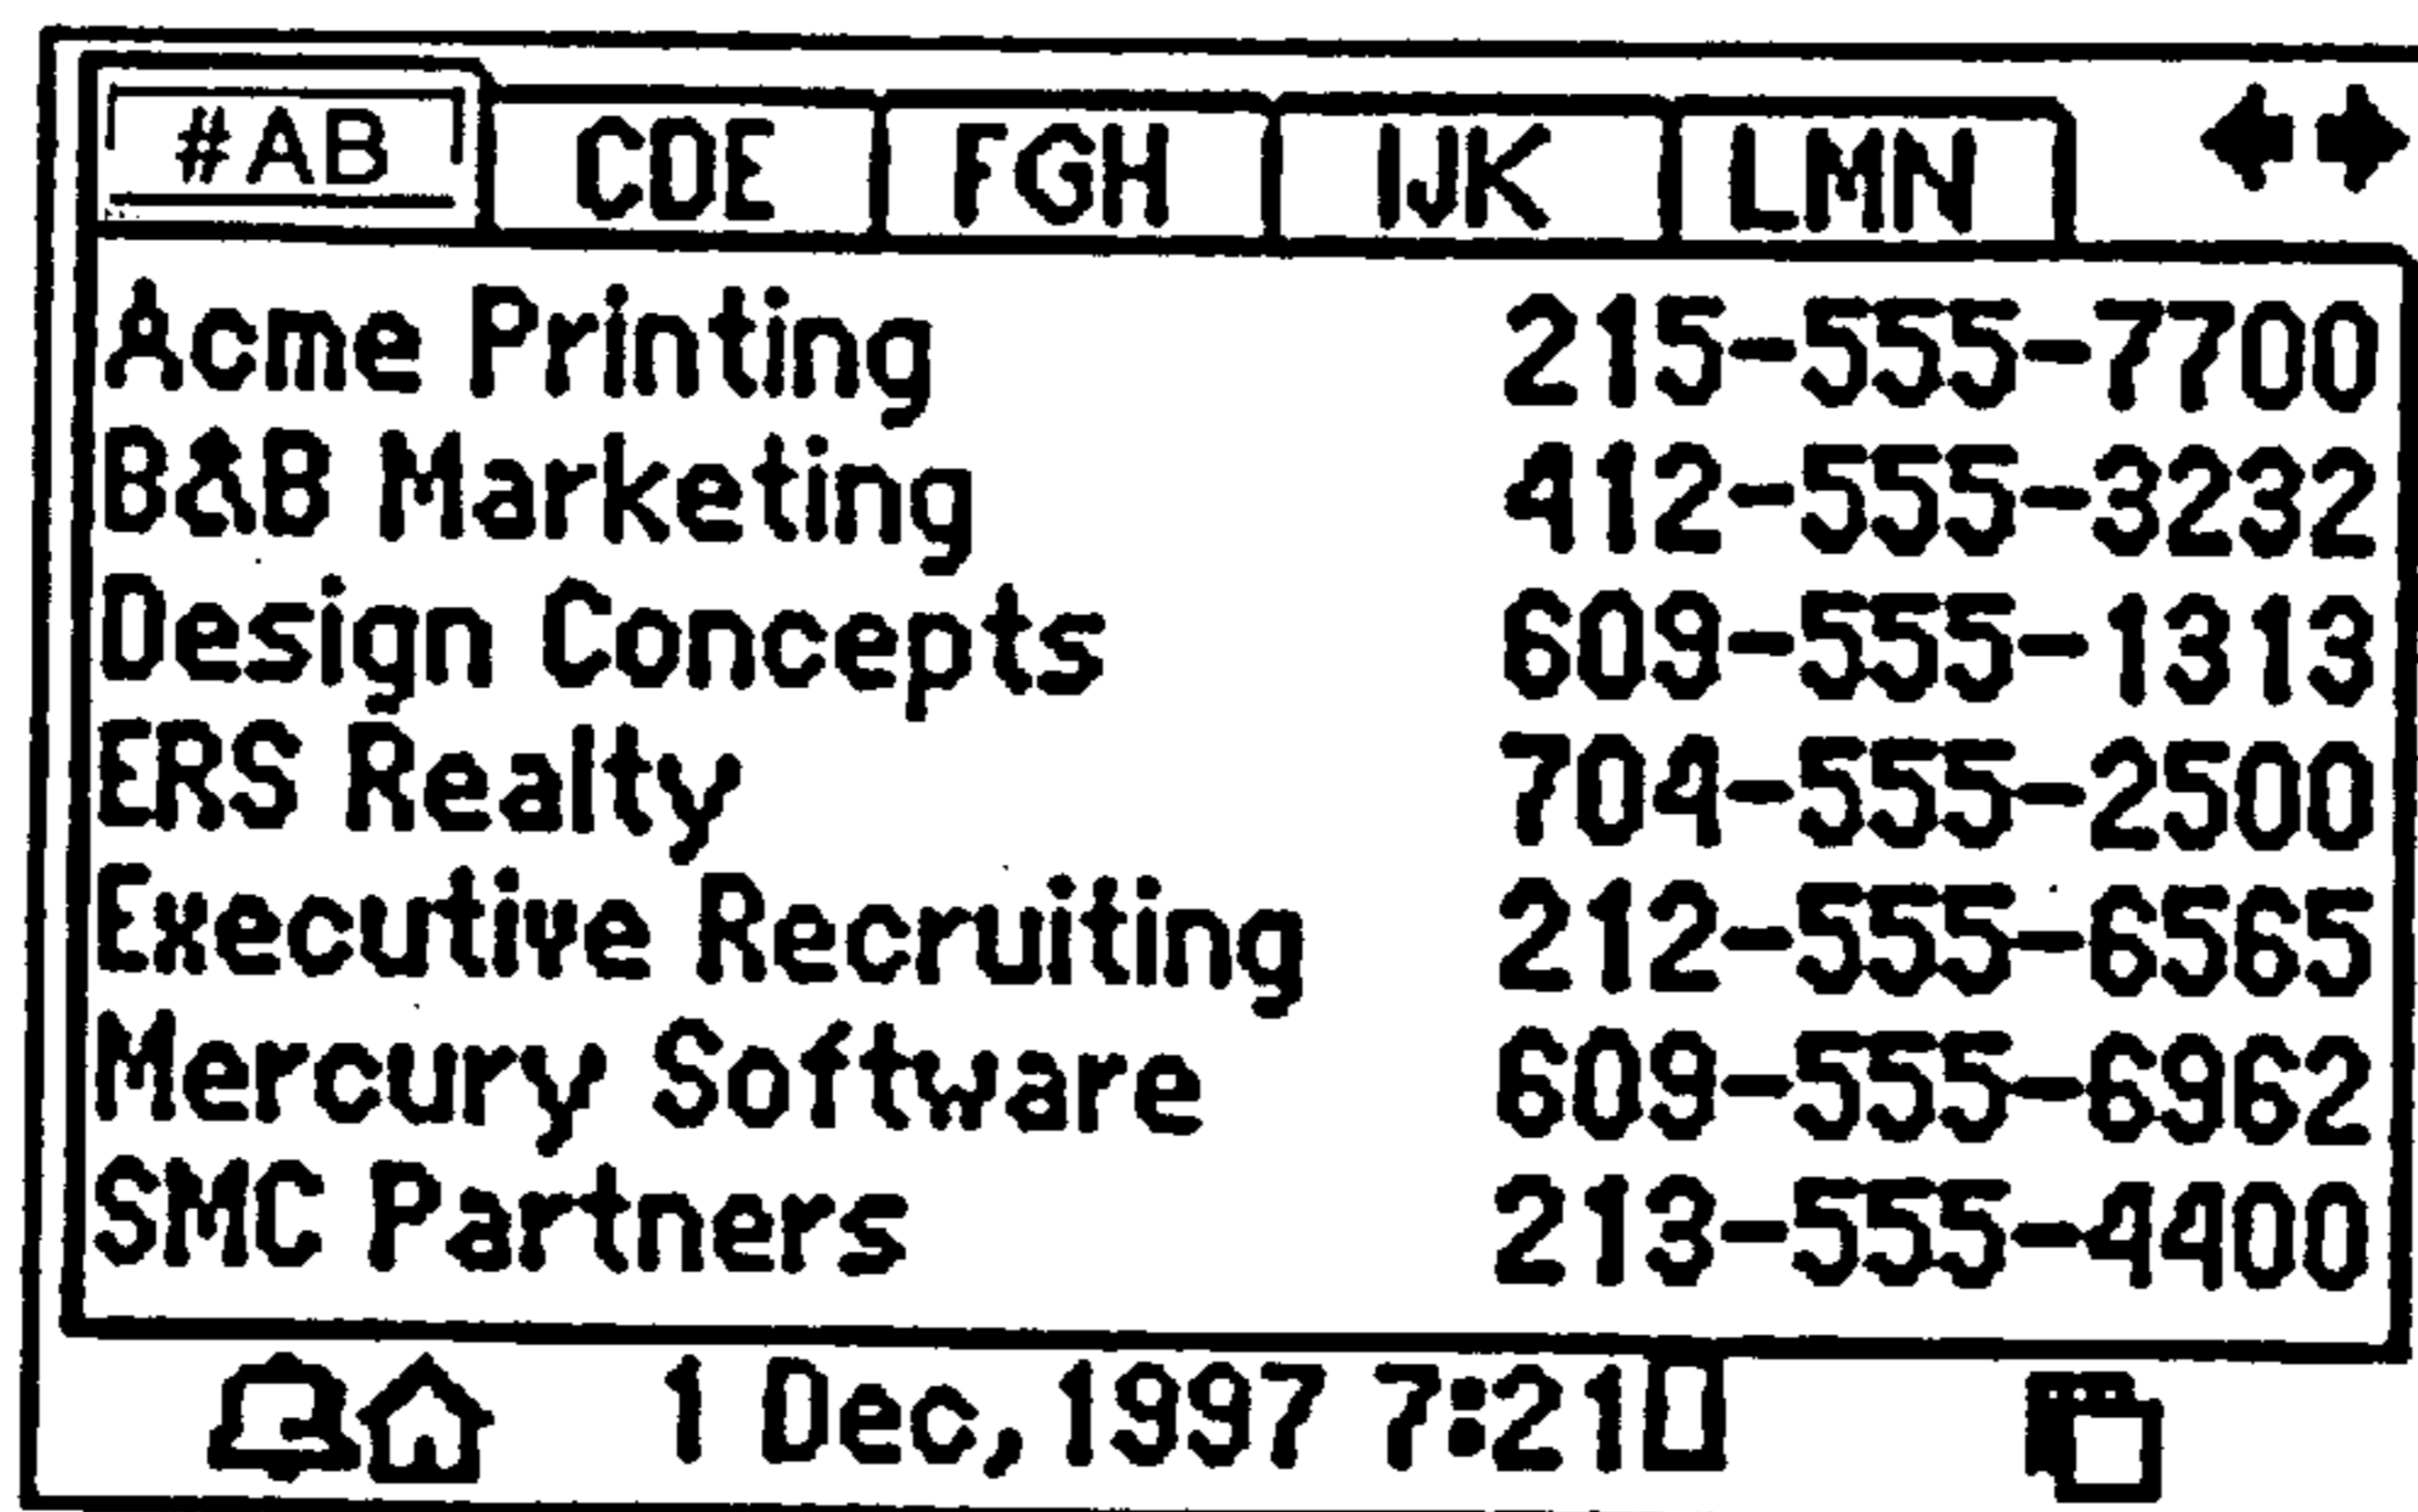 #AB CDE FGH IJK LMN
Acme Printing 215-555-7700
B&B Marketing 412-555-3232
Design Concepts 609-555-1313
ERS Realty 704-555-2500
Executive Recruiting 212-555-6565
Mercury Software 609-555-6962
SMC Partners 213-555-4400
1 Dec, 1997 7:21